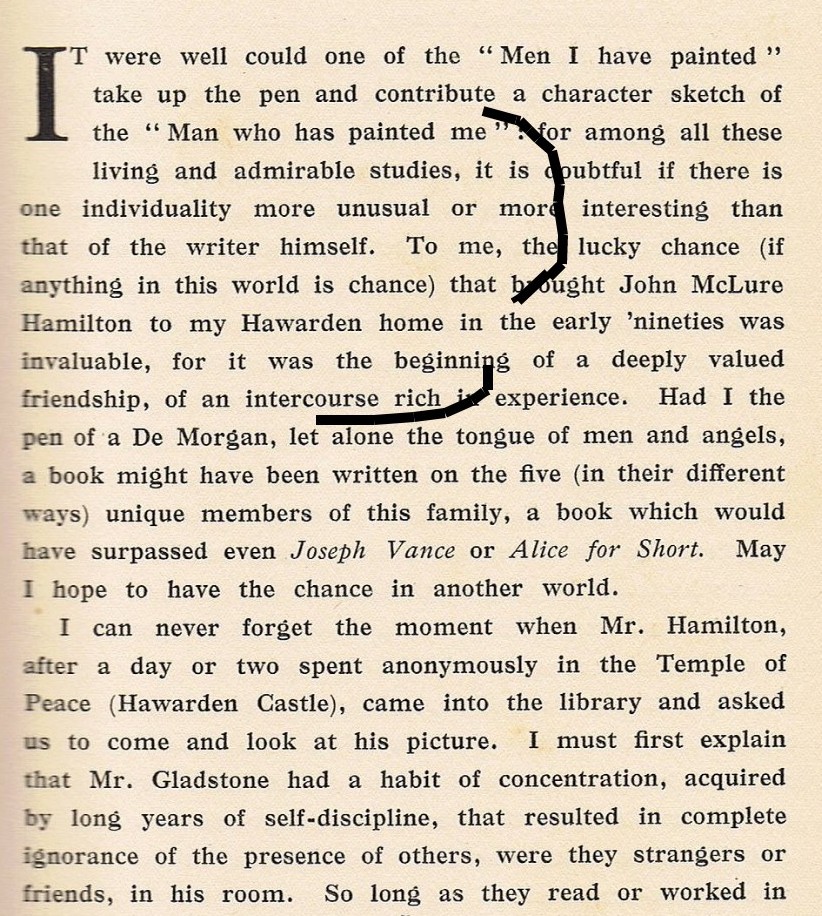 IT were well could one of the “ Men I have painted ”
take up the pen and contribute a character sketch of
the “ Man who has painted me ” : for among all these
living and admirable studies, it is doubtful if there is
one individuality more unusual or more interesting than
that of the writer himself. To me, the lucky chance (if
anything in this world is chance) that brought John McLure
Hamilton to my Hawarden home in the early ’nineties was
invaluable, for it was the beginning of a deeply valued
friendship, of an intercourse rich in experience. Had I the
pen of a De Morgan, let alone the tongue of men and angels,
a book might have been written on the five (in their different
ways) unique members of this family, a book which would
have surpassed even Joseph Vance or Alice for Short. May
I hope to have the chance in another world.
I can never forget the moment when Mr. Hamilton,
after a day or two spent anonymously in the Temple of
Peace (Hawarden Castle), came into the library and asked
us to come and look at his picture. I must first explain
that Mr. Gladstone had a habit of concentration, acquired
by long years of self-discipline, that resulted in complete
ignorance of the presence of others, were they strangers or
friends, in his room. So long as they read or worked in